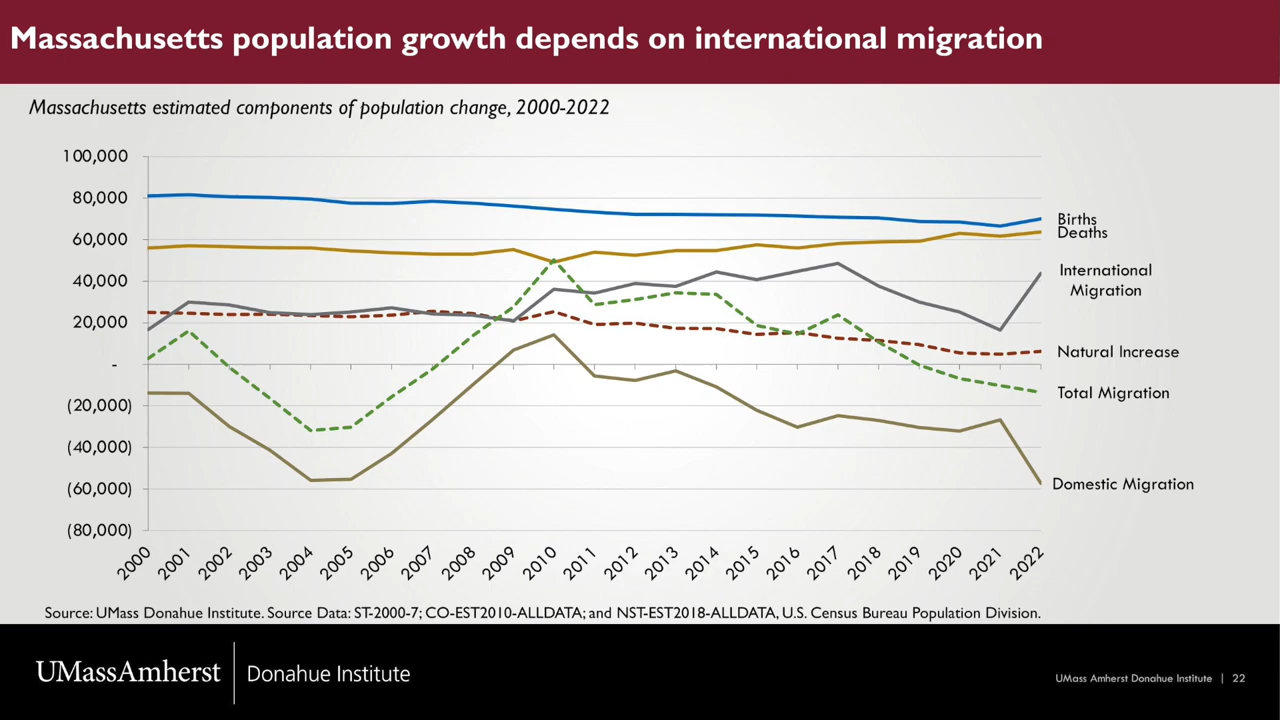 Massachusetts population growth depends on international migration
Massachusetts estimated components of population change, 2000-2022
100,000
80,000
60,000
40,000
20,000
-
(20,000)
(40,000)
(60,000)
(80,000)
Births
Deaths
International
Migration
Natural Increase
Total Migration
Domestic Migration
2000 2001 2002 2003 2004 2005 2006 2007 2008 2009 2010 2011 2012 2013 2014 2015 2016 2017 2018 2019 2020 2021 2022
Source: UMass Donahue Institute. Source Data: ST-2000-7; CO-EST2010-ALLDATA; and NST-EST2018-ALLDATA, U.S. Census Bureau Population Division.
UMassAmherst Donahue Institute
UMass Amherst Donahue Institute | 22